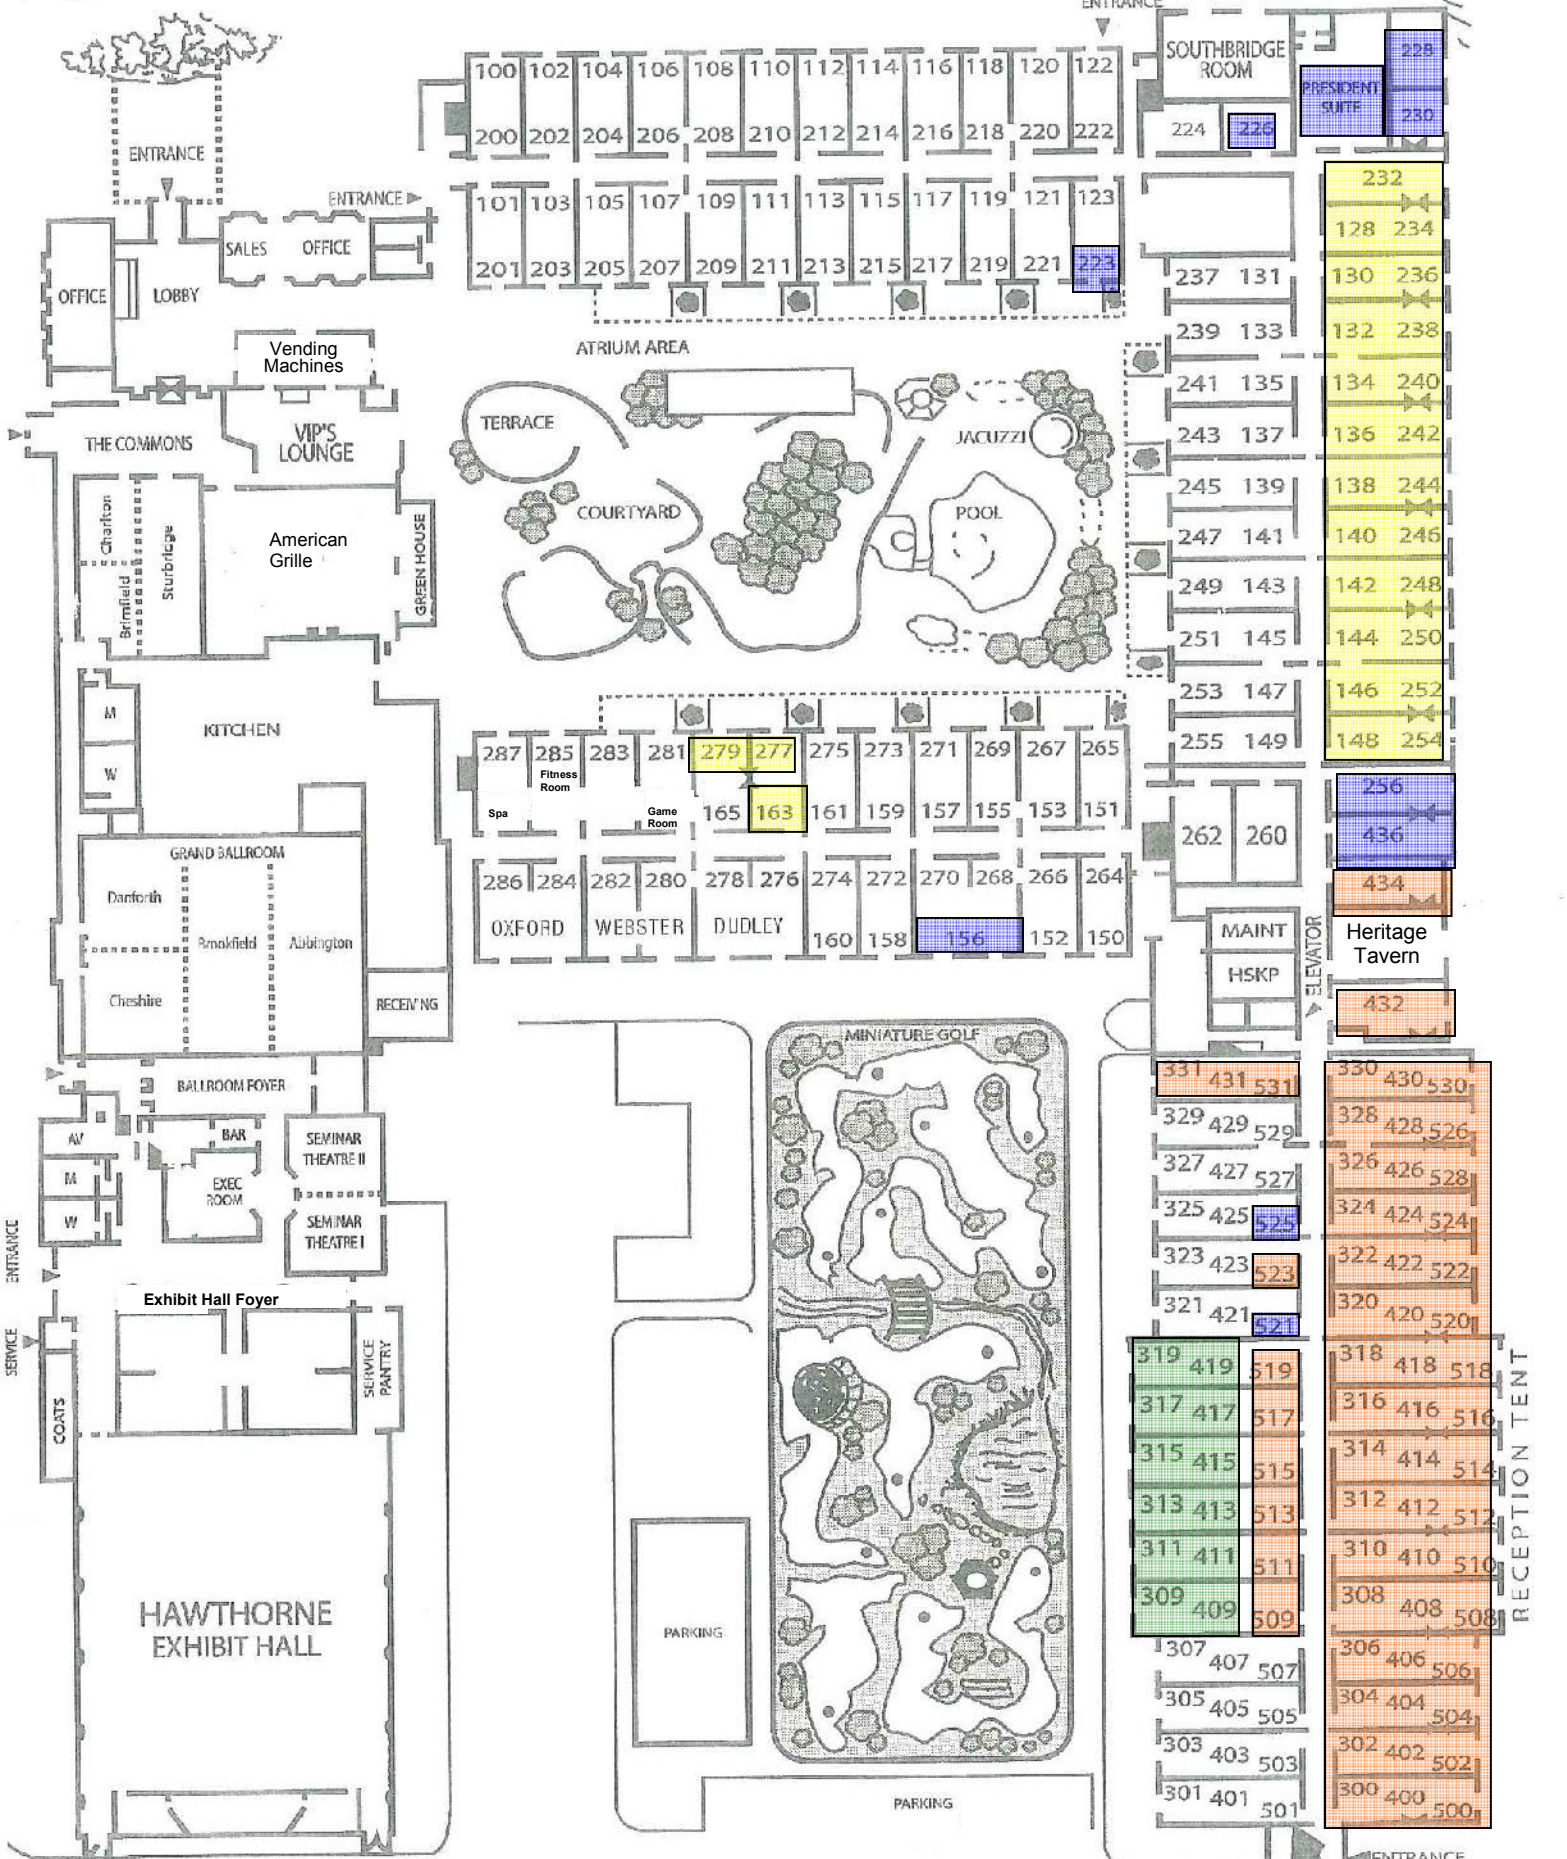 ENTRANCE
100 102 104 106 108 110 112 114 116 118 120 122
200 202 204 206 208 210 212 214 216 218 220 222
SOUTHBRIDGE
ROOM
224 226
PRESIDENT
SUITE
228
230
ENTRANCE
ENTRANCE
SALES
OFFICE
OFFICE
LOBBY
Vending
Machines
101 103 105 107 109 111 113 115 117 119 121 123
201 203 205 207 209 211 213 215 217 219 221 223
232
128 234
237 131 130 236
239 133 132 238
241 135 134 240
243 137 136 242
245 139 138 244
247 141 140 246
249 143 142 248
251 145 144 250
253 147 146 252
255 149 148 254
ATRIUM AREA
TERRACE
JACUZZI
COURTYARD
POOL
THE COMMONS
VIP'S
LOUNGE
Charlton
Brimfield
Sturbridge
American
Grille
GREEN HOUSE
M
W
KITCHEN
287 285 283 281 279 277 275 273 271 269 267 265
Fitness
Room
Spa
Game
Room
165 163 161 159 157 155 153 151
286 284 282 280 278 276 274 272 270 268 266 264
OXFORD WEBSTER DUDLEY
160 158 156 152 150
262 260
256
436
434
MAINT
HSKP
ELEVATOR
Heritage
Tavern
432
GRAND BALLROOM
Danforth
Brookfield
Abbington
Cheshire
RECEIV'NG
BALLROOM FOYER
AV
M
W
BAR
EXEC
ROOM
SEMINAR
THEATRE II
SEMINAR
THEATRE I
ENTRANCE
SERVICE
Exhibit Hall Foyer
COATS
SERVICE
PANTRY
HAWTHORNE
EXHIBIT HALL
MINIATURE GOLF
PARKING
PARKING
331 431 531 330 430 530
329 429 529 328 428 526
327 427 527 326 426 528
325 425 525 324 424 524
323 423 523 322 422 522
321 421 521 320 420 520
319 419 519 318 418 518
317 417 517 316 416 516
315 415 515 314 414 514
313 413 513 312 412 512
311 411 511 310 410 510
309 409 509 308 408 508
307 407 507 306 406 506
305 405 505 304 404 504
303 403 503 302 402 502
301 401 501 300 400 500
RECEPTION TENT
ENTRANCE